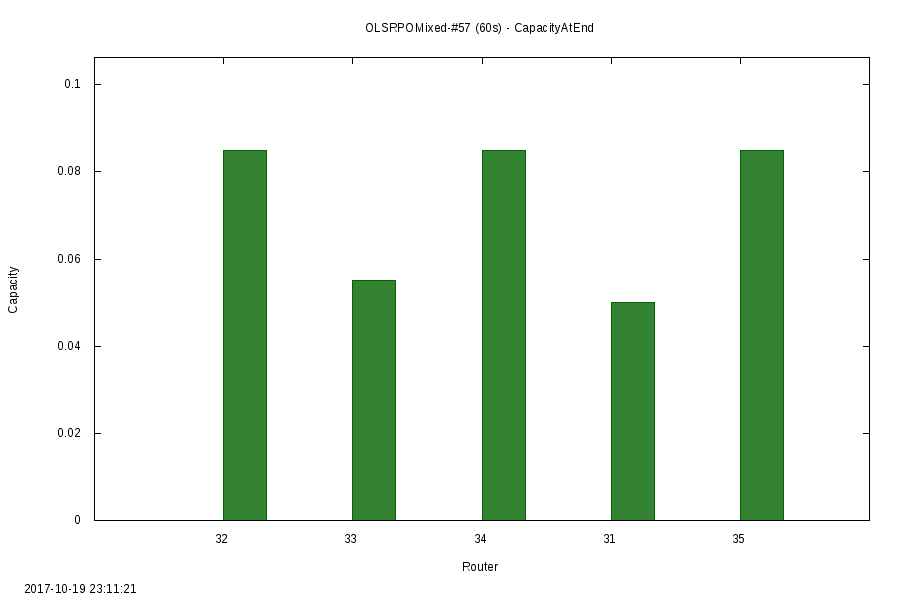 OLSRPOMixed-#57 (60s) - CapacityAtEnd
0.1
0.08
0.06
0.04
0.02
0
Capacity
32 33 34 31 35
Router
2017-10-19 23:11:21